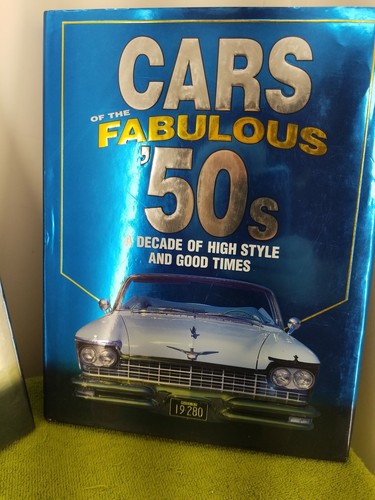 CARS
OF THE
FABULOUS
'50s
A DECADE OF HIGH STYLE
AND GOOD TIMES
19·280